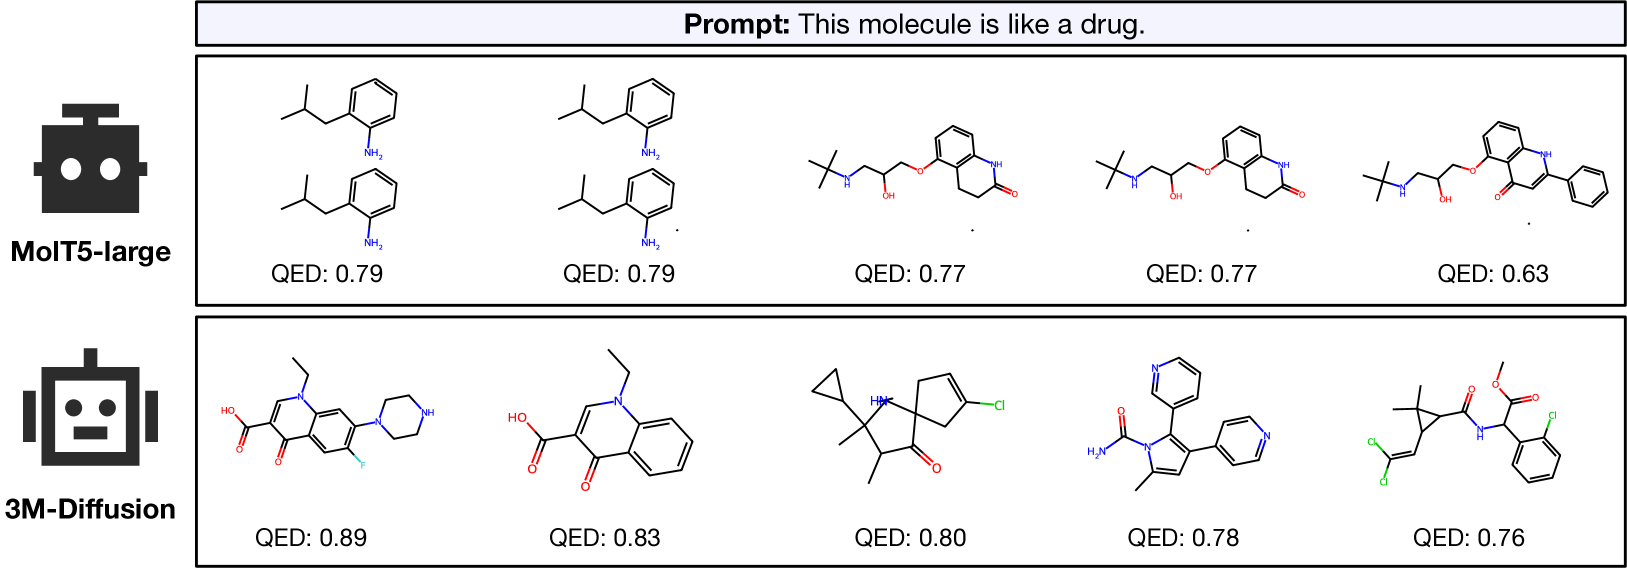 Prompt: This molecule is like a drug.
MolT5-large
NH2
NH2
NH2
NH2
N
H
OH
O
NH
O
N
H
OH
O
NH
O
N
H
OH
O
O
NH
QED: 0.79
QED: 0.79
QED: 0.77
QED: 0.77
QED: 0.63
3M-Diffusion
HO
O
O
N
N
NH
F
HO
O
O
N
HN
O
Cl
N
O
H2N
N
N
Cl
Cl
O
N
H
O
O
Cl
QED: 0.89
QED: 0.83
QED: 0.80
QED: 0.78
QED: 0.76